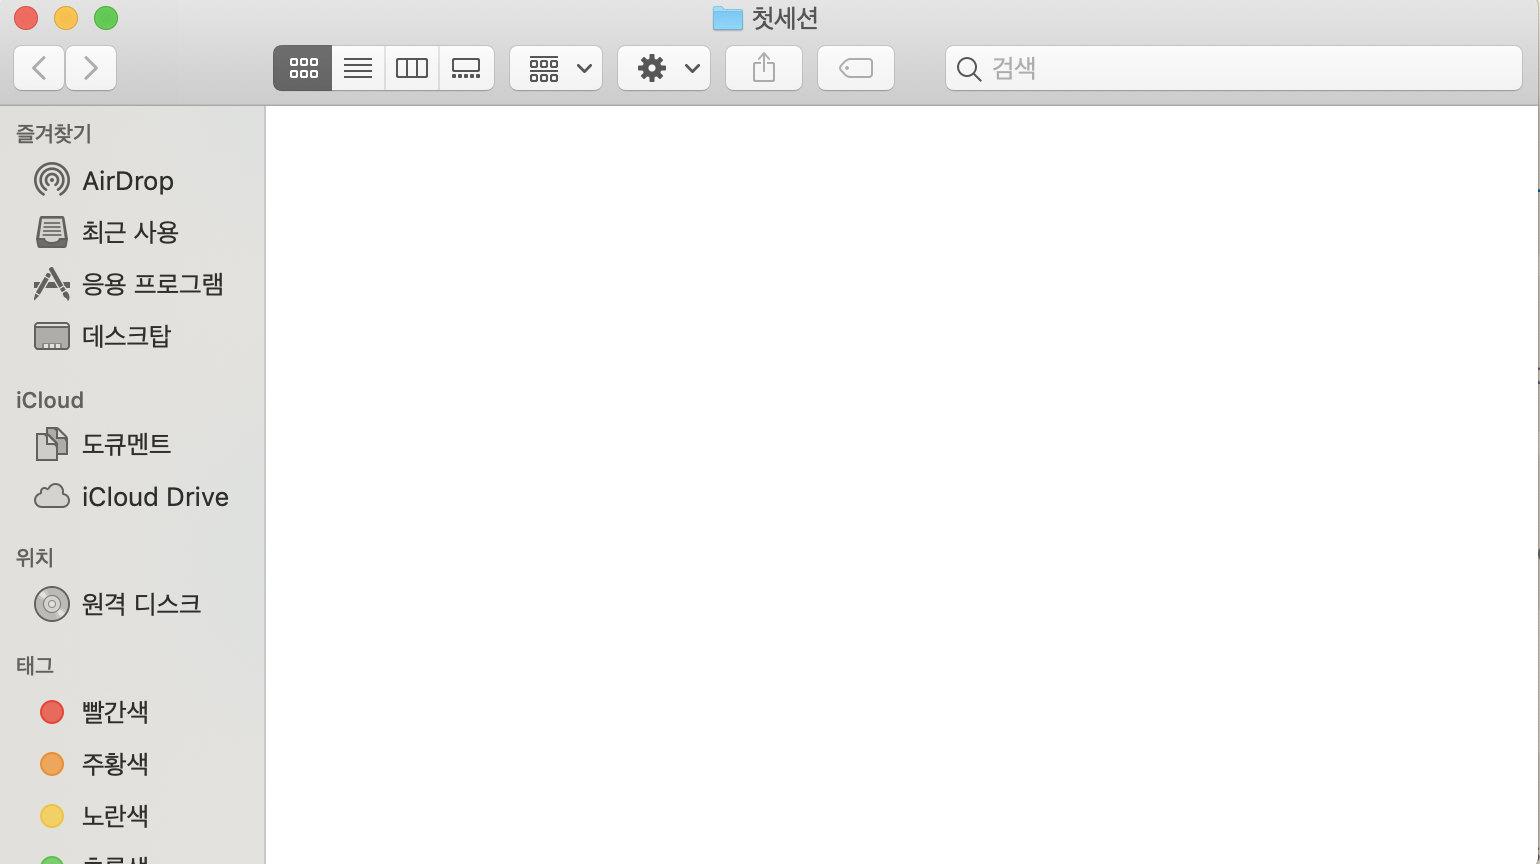 첫세션
검색
즐겨찾기
AirDrop
최근 사용
응용 프로그램
데스크탑
iCloud
도큐멘트
iCloud Drive
위치
원격 디스크
태그
빨간색
주황색
노란색